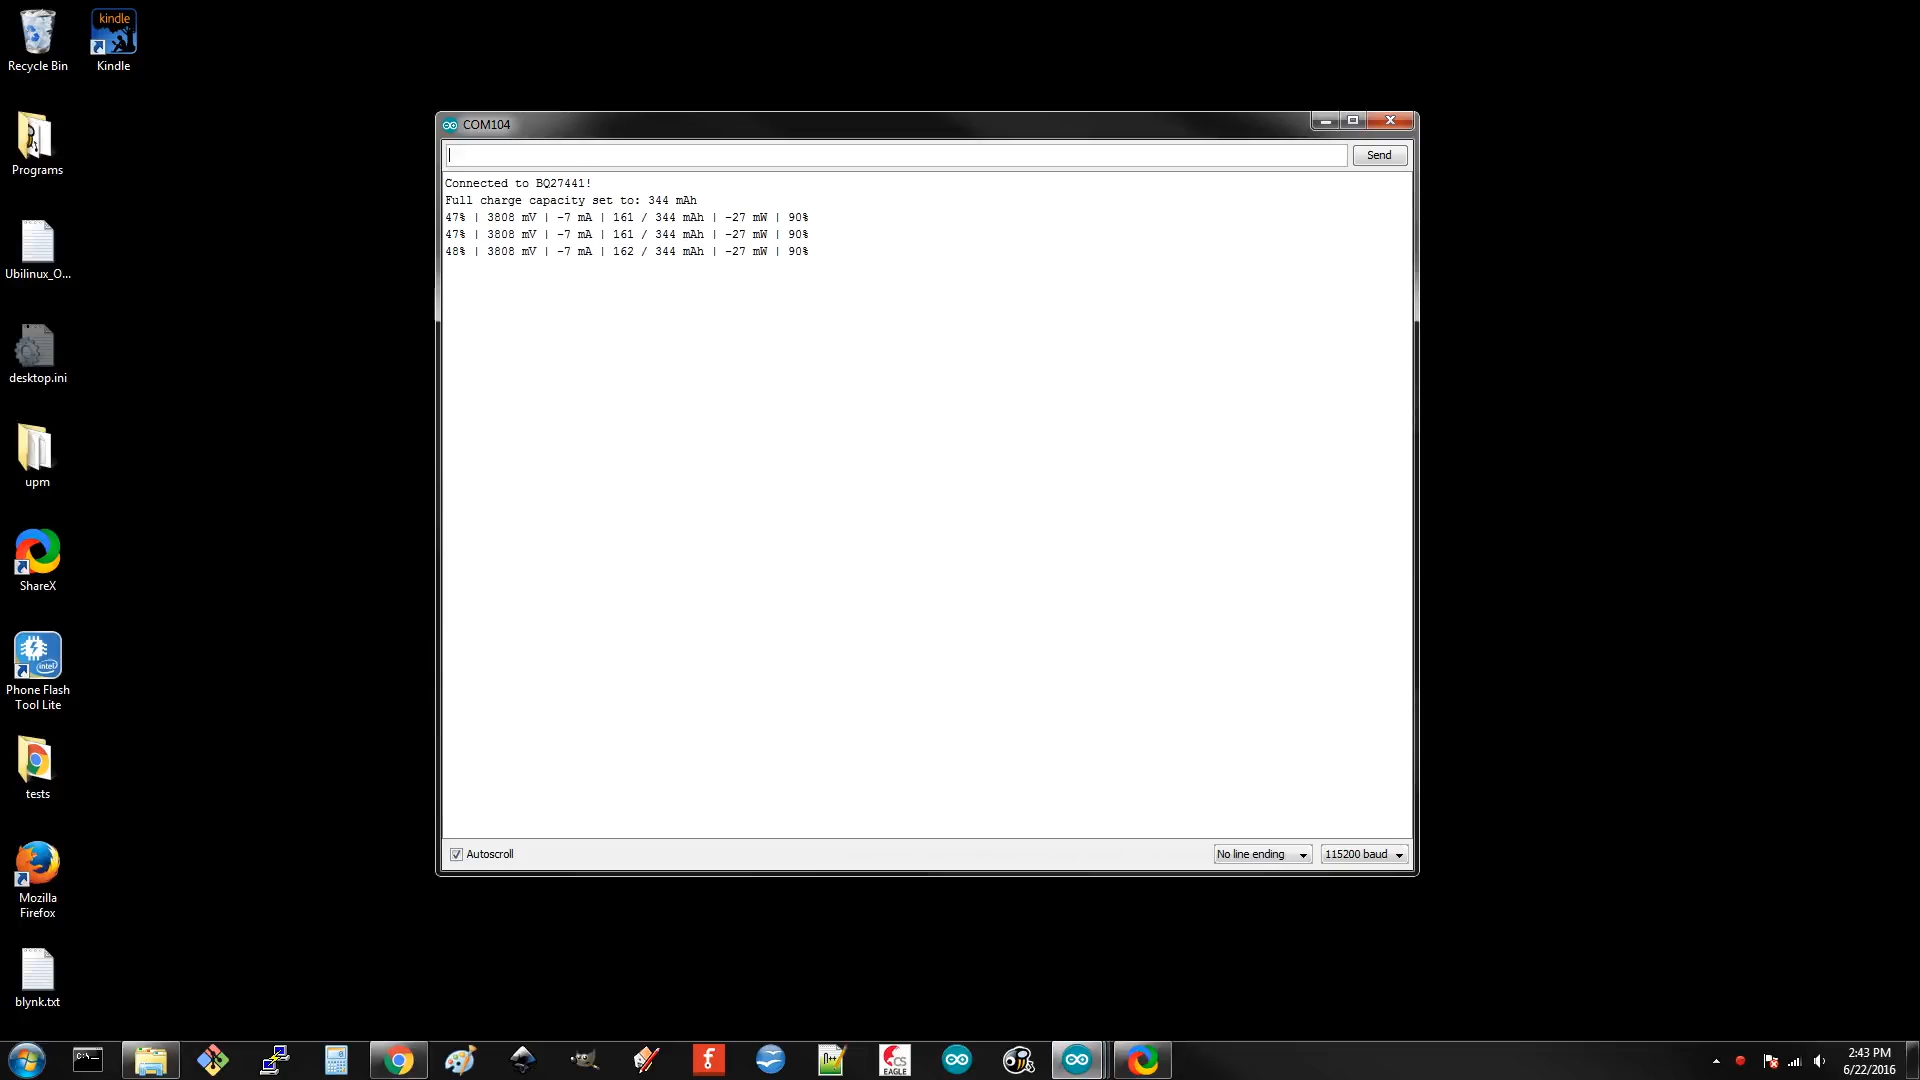 Recycle Bin
kindle
Kindle
Programs
Ubilinux_O...
desktop.ini
upm
ShareX
intel
Phone Flash
Tool Lite
tests
Mozilla
Firefox
blynk.txt
COM104
Send
Connected to BQ27441!
Full charge capacity set to: 344 mAh
47% | 3808 mV | -7 mA | 161 / 344 mAh | -27 mW | 90%
47% | 3808 mV | -7 mA | 161 / 344 mAh | -27 mW | 90%
48% | 3808 mV | -7 mA | 162 / 344 mAh | -27 mW | 90%
Autoscroll
No line ending
115200 baud
C:\_
CS
EAGLE
2:43 PM
6/22/2016